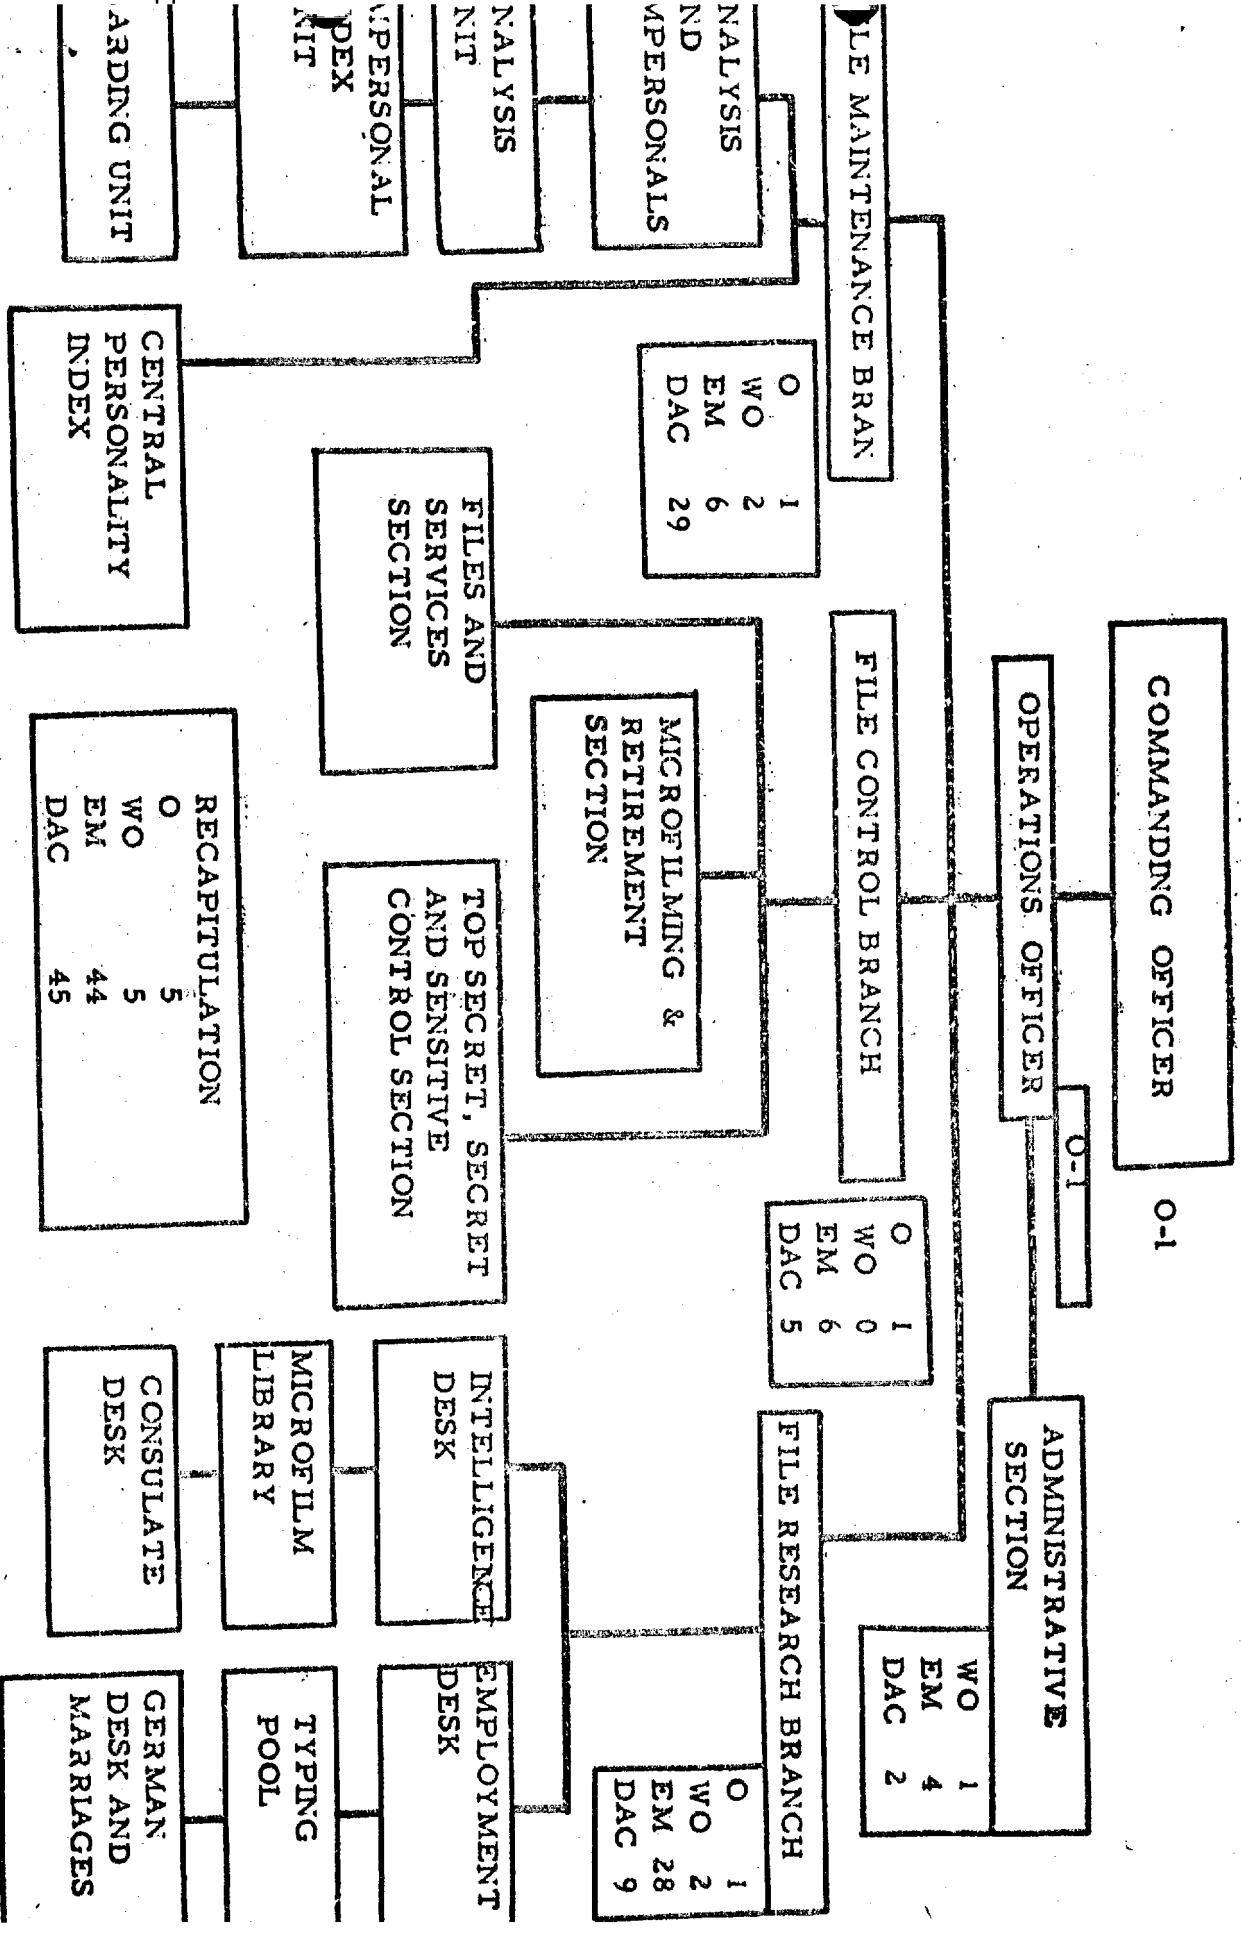 COMMANDING OFFICER O-1
OPERATIONS OFFICER
O-1
ADMINISTRATIVE
SECTION
WO 1
EM 4
DAC 2
LE MAINTENANCE BRAN
O 1
WO 2
EM 6
DAC 29
FILE CONTROL BRANCH
O 1
WO 0
EM 6
DAC 5
FILE RESEARCH BRANCH
O 1
WO 2
EM 28
DAC 9
NALYSIS
ND
MPERSONALS
NALYSIS
NIT
MPERSONAL
DEX
NIT
ARDING UNIT
CENTRAL
PERSONALITY
INDEX
FILES AND
SERVICES
SECTION
MICROFILMING &
RETIREMENT
SECTION
TOP SECRET, SECRET
AND SENSITIVE
CONTROL SECTION
INTELLIGENCE
DESK
EMPLOYMENT
DESK
MICROFILM
LIBRARY
TYPING
POOL
CONSULATE
DESK
GERMAN
DESK AND
MARRIAGES
RECAPITULATION
O 5
WO 5
EM 44
DAC 45